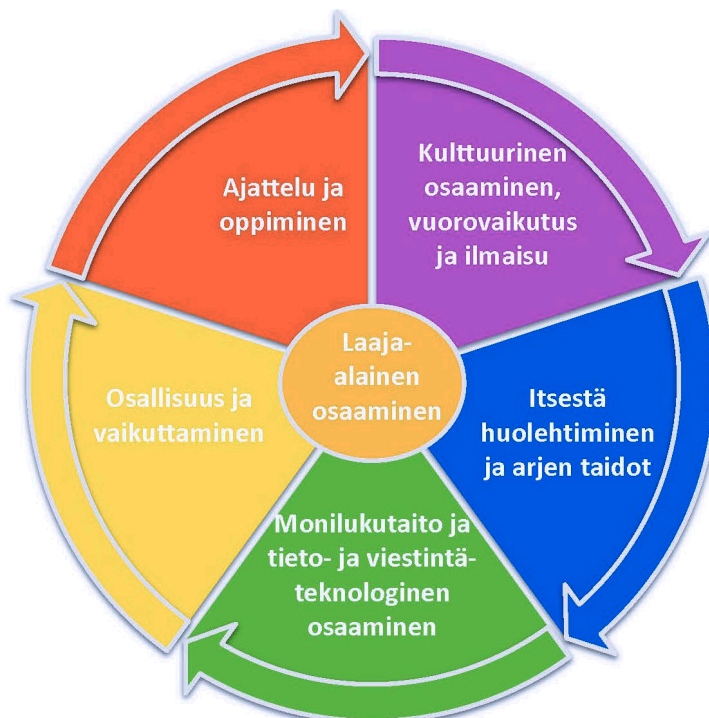 Ajattelu ja
oppiminen
Kulttuurinen
osaaminen,
vuorovaikutus
ja ilmaisu
Laaja-
alainen
osaaminen
Osallisuus ja
vaikuttaminen
Itsestä
huolehtiminen
ja arjen taidot
Monilukutaito ja
tieto- ja viestintä-
teknologinen
osaaminen